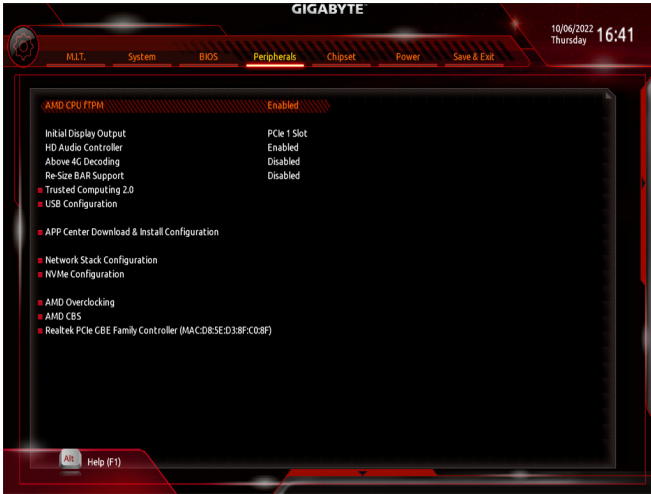 GIGABYTE
10/06/2022 16:41
Thursday
M.I.T. System BIOS Peripherals Chipset Power Save & Exit
AMD CPU fTPM Enabled
Initial Display Output PCIe 1 Slot
HD Audio Controller Enabled
Above 4G Decoding Disabled
Re-Size BAR Support Disabled
Trusted Computing 2.0
USB Configuration
APP Center Download & Install Configuration
Network Stack Configuration
NVMe Configuration
AMD Overclocking
AMD CBS
Realtek PCIe GBE Family Controller (MAC:D8:5E:D3:8F:C0:8F)
Alt Help (F1)